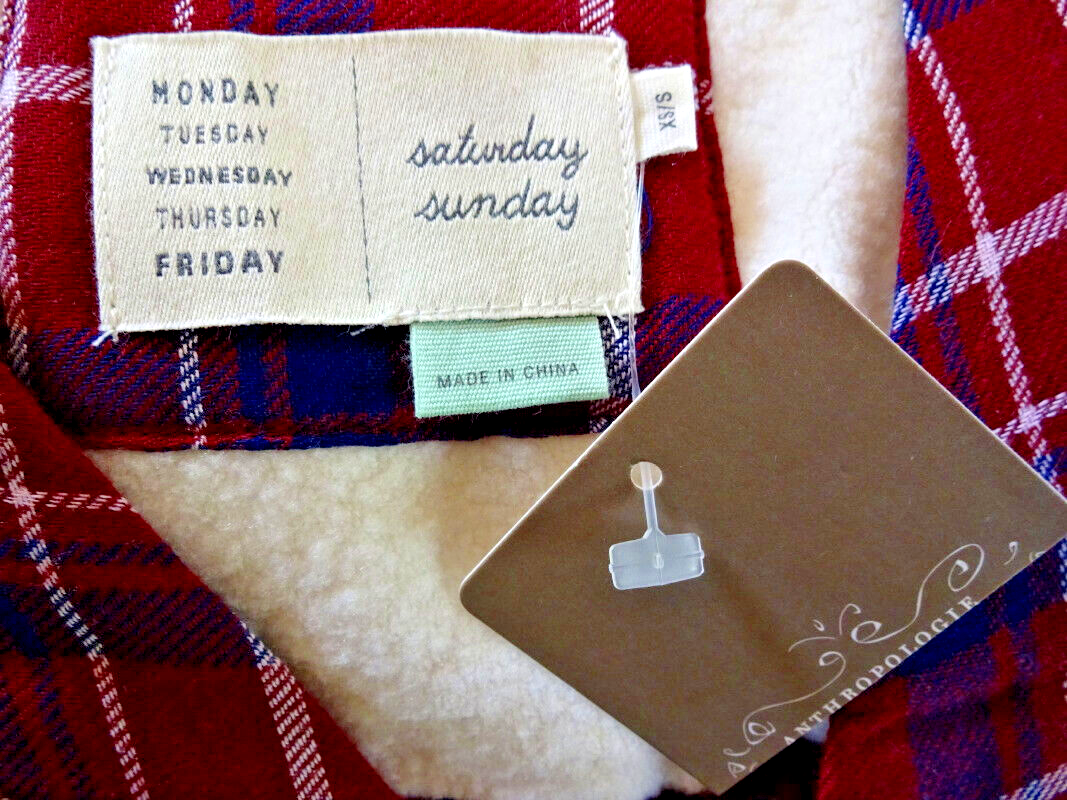 MONDAY
TUESDAY
WEDNESDAY
THURSDAY
FRIDAY
saturday
sunday
XS/S
MADE IN CHINA
ANTHROPOLOGIE